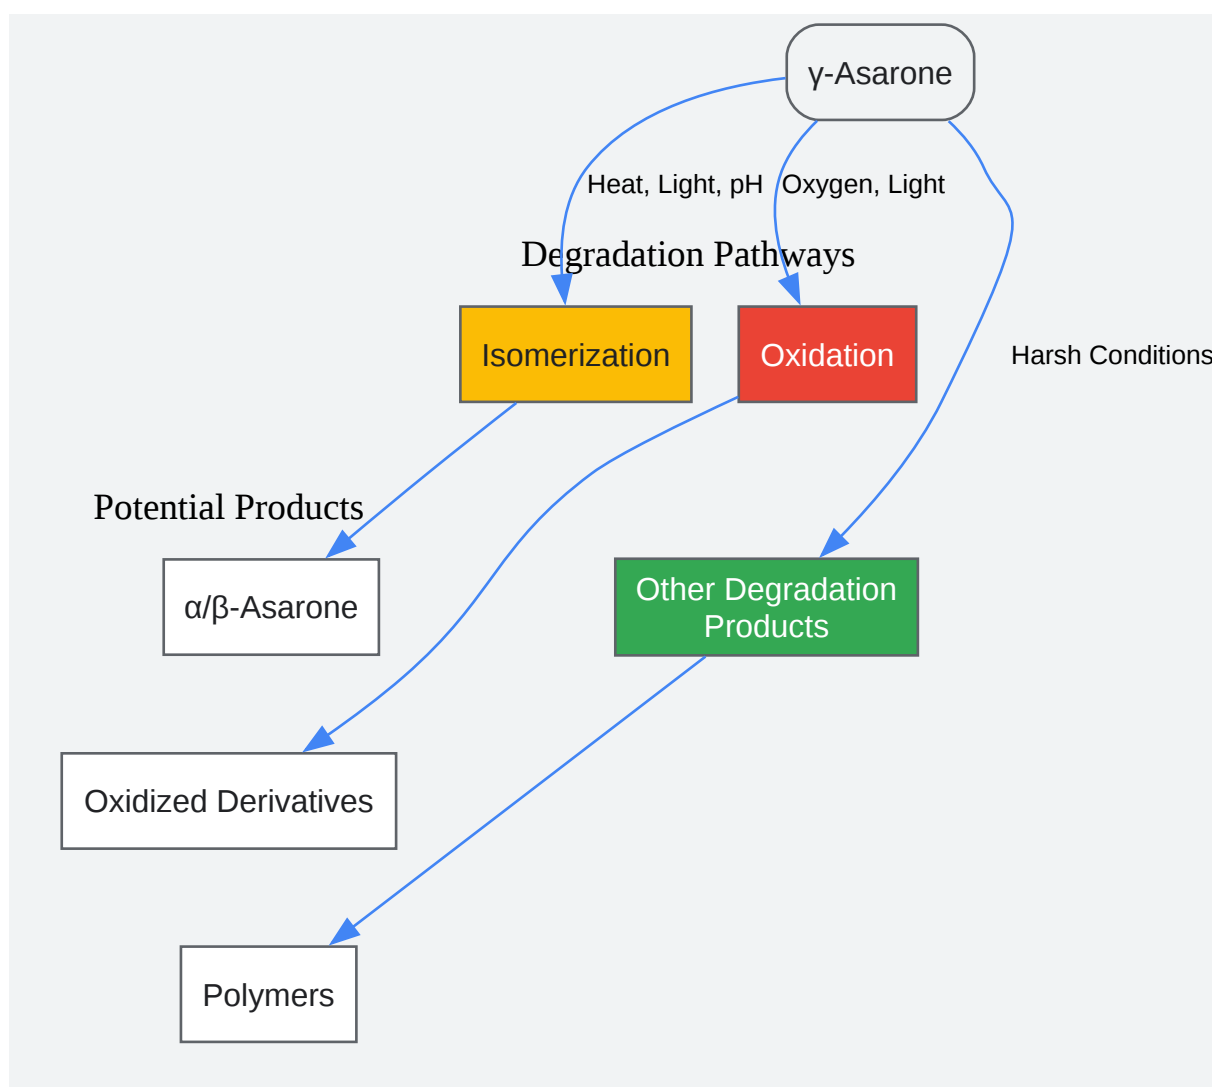 γ-Asarone
Heat, Light, pH
Oxygen, Light
Degradation Pathways
Isomerization
Oxidation
Harsh Conditions
Potential Products
α/β-Asarone
Other Degradation
Products
Oxidized Derivatives
Polymers